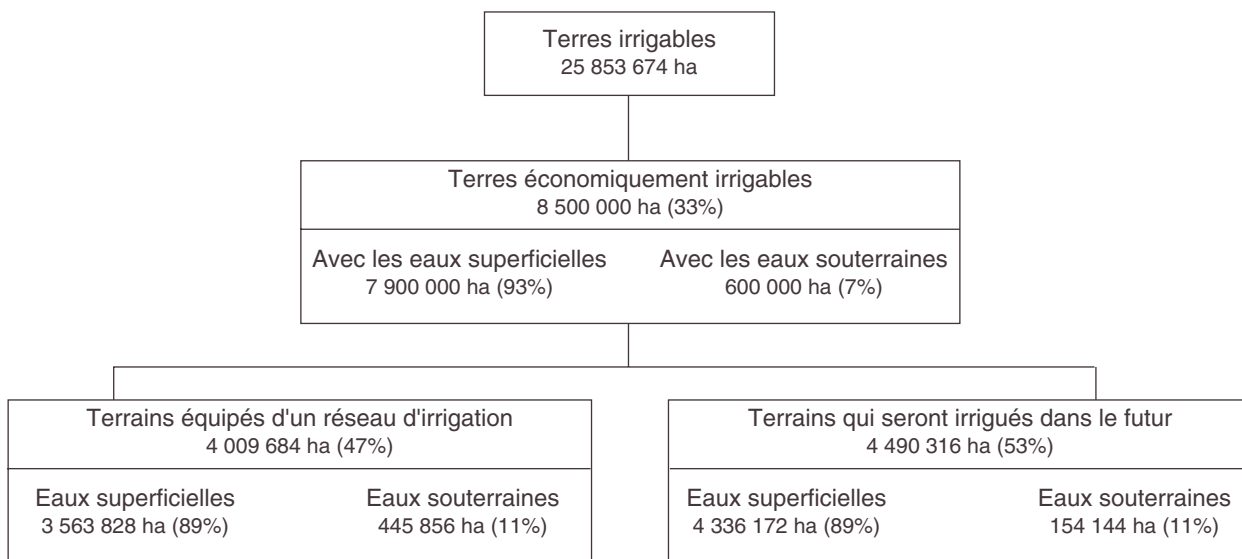 Terres irrigables
25 853 674 ha
Terres économiquement irrigables
8 500 000 ha (33%)
Avec les eaux superficielles
7 900 000 ha (93%)
Avec les eaux souterraines
600 000 ha (7%)
Terrains équipés d'un réseau d'irrigation
4 009 684 ha (47%)
Eaux superficielles
3 563 828 ha (89%)
Eaux souterraines
445 856 ha (11%)
Terrains qui seront irrigués dans le futur
4 490 316 ha (53%)
Eaux superficielles
4 336 172 ha (89%)
Eaux souterraines
154 144 ha (11%)